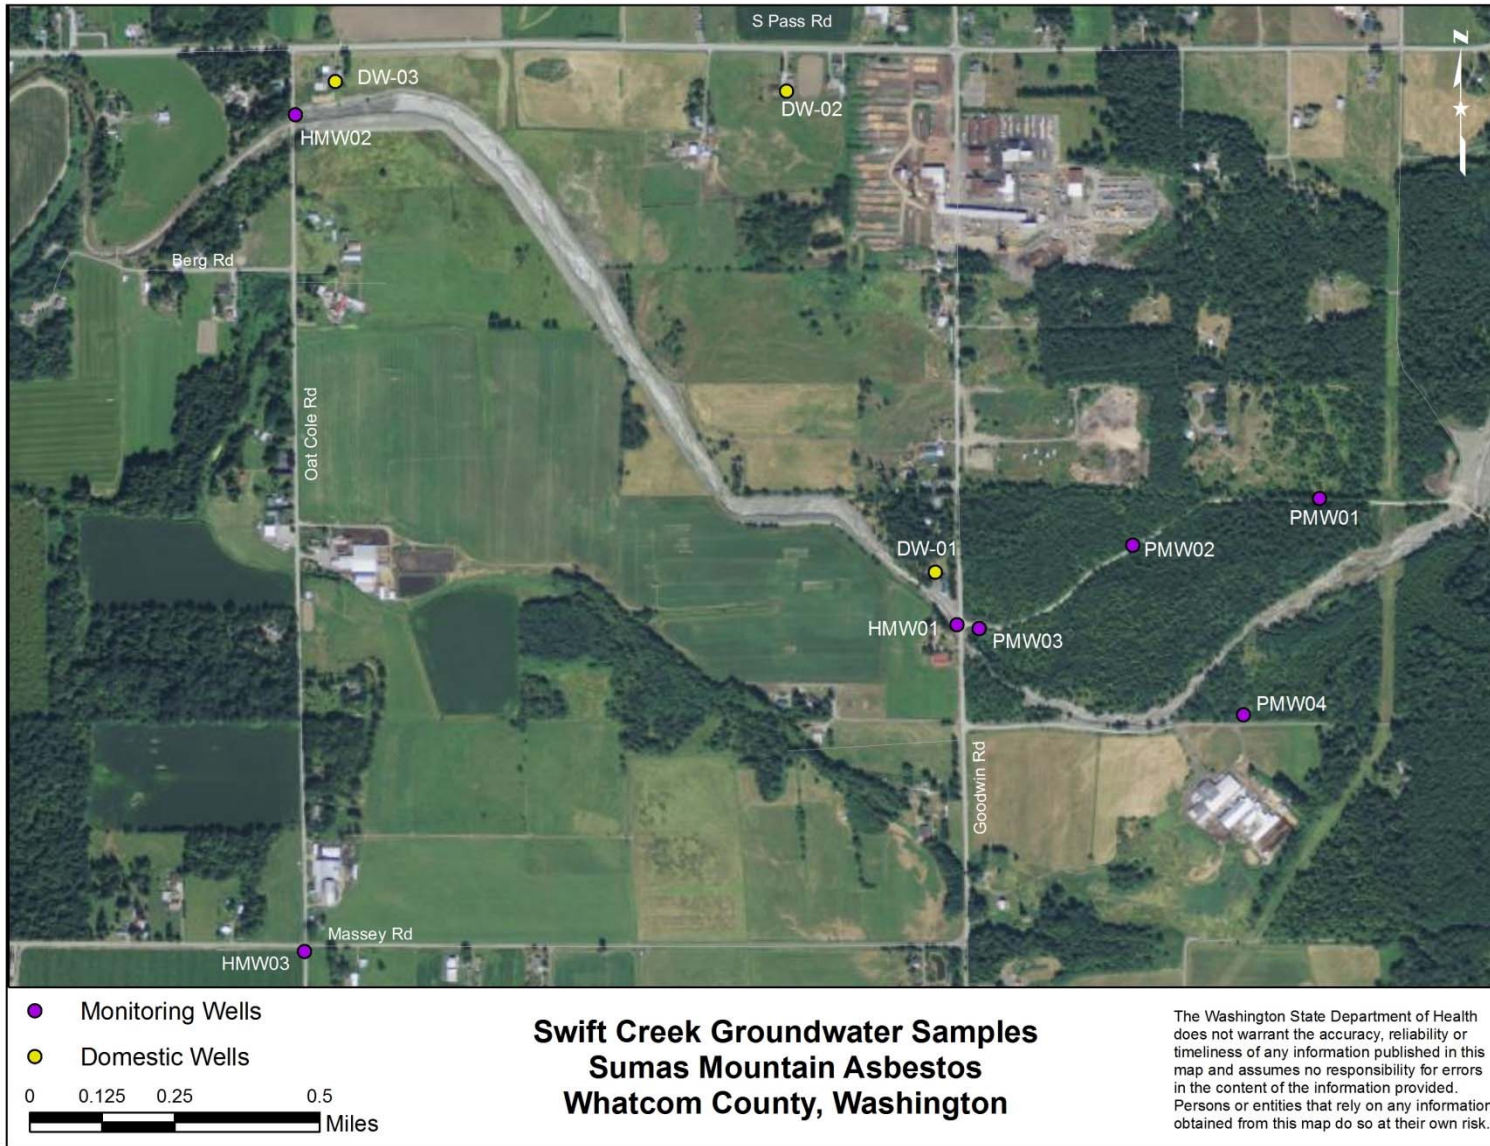 S Pass Rd
N
DW-03
DW-02
HMW02
Berg Rd
Oat Cole Rd
PMW01
PMW02
DW-01
HMW01
PMW03
PMW04
Goodwin Rd
Massey Rd
HMW03
Monitoring Wells
Domestic Wells
0 0.125 0.25 0.5
Miles
Swift Creek Groundwater Samples
Sumas Mountain Asbestos
Whatcom County, Washington
The Washington State Department of Health
does not warrant the accuracy, reliability or
timeliness of any information published in this
map and assumes no responsibility for errors
in the content of the information provided.
Persons or entities that rely on any information
obtained from this map do so at their own risk.